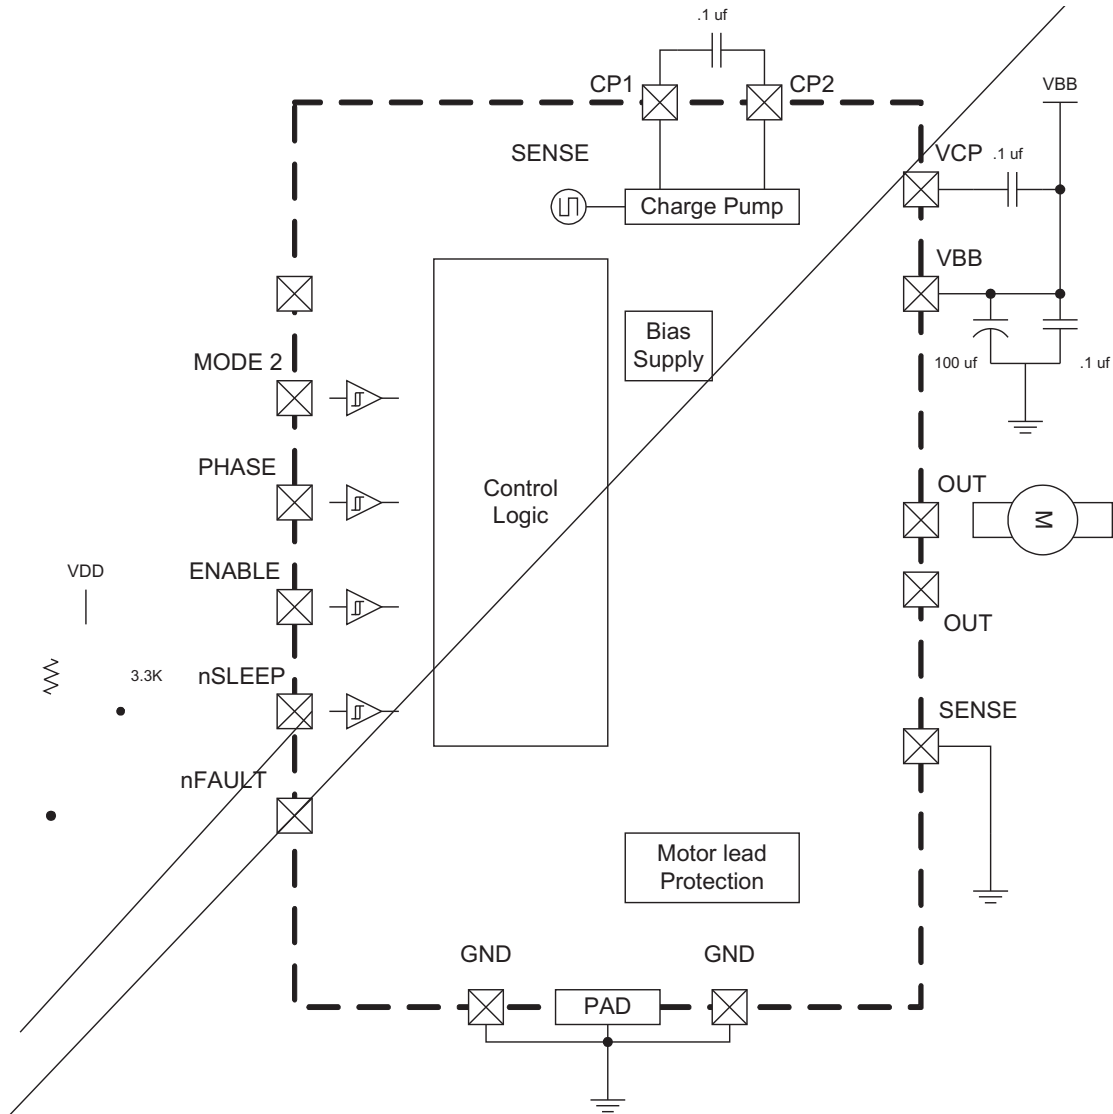 .1 uf
CP1
CP2
VBB
SENSE
VCP
.1 uf
Charge Pump
VBB
Bias
Supply
MODE 2
100 uf
.1 uf
PHASE
Control
Logic
OUT
M
ENABLE
VDD
OUT
nSLEEP
3.3K
SENSE
nFAULT
Motor lead
Protection
GND
GND
PAD